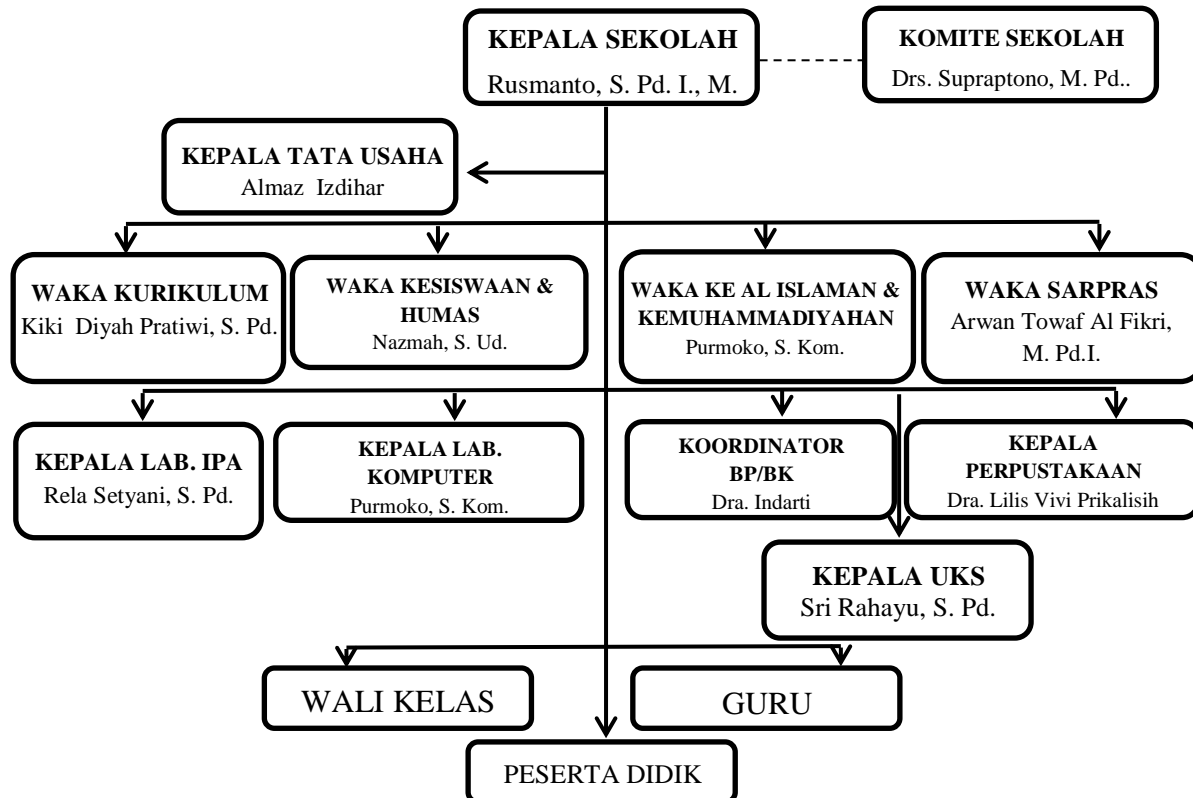 KEPALA SEKOLAH
Rusmanto, S. Pd. I., M.
KOMITE SEKOLAH
Drs. Supraptono, M. Pd..
KEPALA TATA USAHA
Almaz Izdihar
WAKA KURIKULUM
Kiki Diyah Pratiwi, S. Pd.
WAKA KESISWAAN &
HUMAS
Nazmah, S. Ud.
WAKA KE AL ISLAMAN &
KEMUHAMMADIYAHAN
Purmoko, S. Kom.
WAKA SARPRAS
Arwan Towaf Al Fikri,
M. Pd.I.
KEPALA LAB. IPA
Rela Setyani, S. Pd.
KEPALA LAB.
KOMPUTER
Purmoko, S. Kom.
KOORDINATOR
BP/BK
Dra. Indarti
KEPALA
PERPUSTAKAAN
Dra. Lilis Vivi Prikalisih
KEPALA UKS
Sri Rahayu, S. Pd.
WALI KELAS
GURU
PESERTA DIDIK